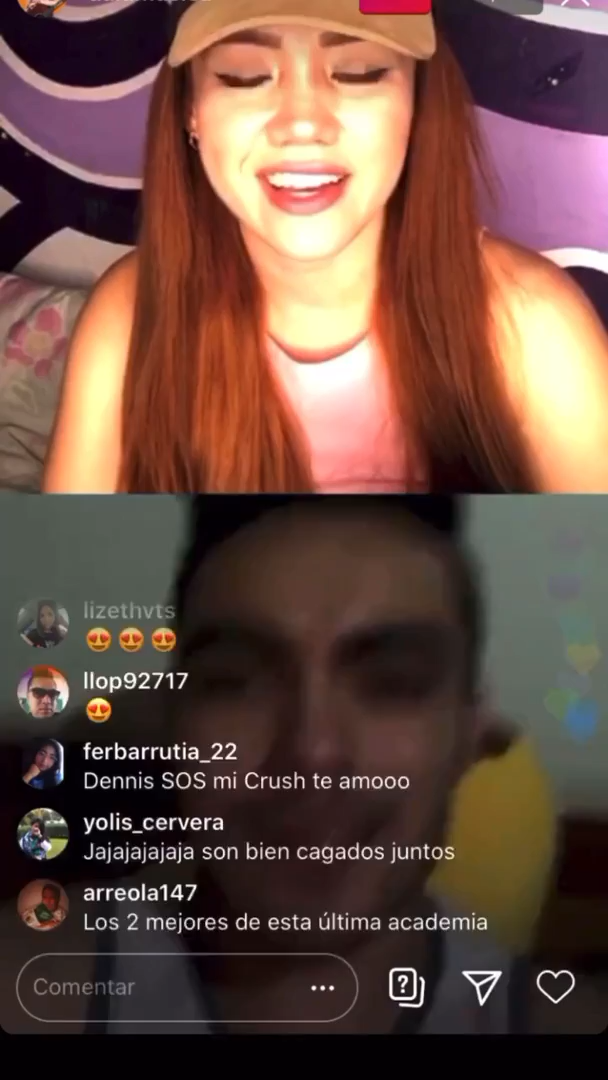 lizethvts
😍 😍 😍
llop92717
😍
ferbarrutia_22
Dennis SOS mi Crush te amooo
yolis_cervera
Jajajajajaja son bien cagados juntos
arreola147
Los 2 mejores de esta última academia
Comentar